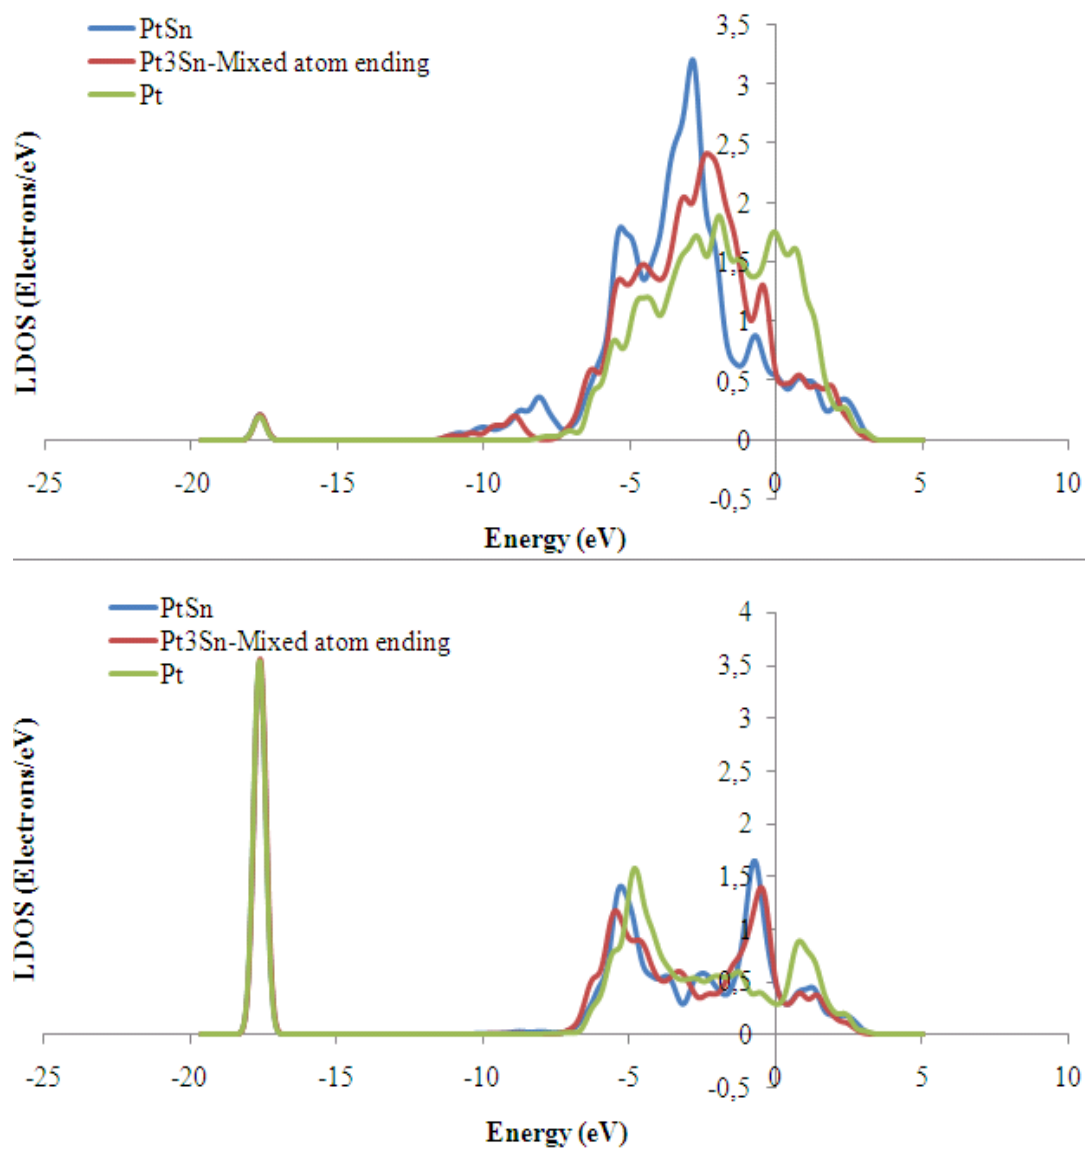 PtSn
Pt3Sn-Mixed atom ending
Pt
LDOS (Electrons/eV)
3,5
3
2,5
2
1,5
1
0,5
0
-0,5
-25 -20 -15 -10 -5 0 5 10
Energy (eV)
PtSn
Pt3Sn-Mixed atom ending
Pt
LDOS (Electrons/eV)
4
3,5
3
2,5
2
1,5
1
0,5
0
-0,5
-25 -20 -15 -10 -5 0 5 10
Energy (eV)